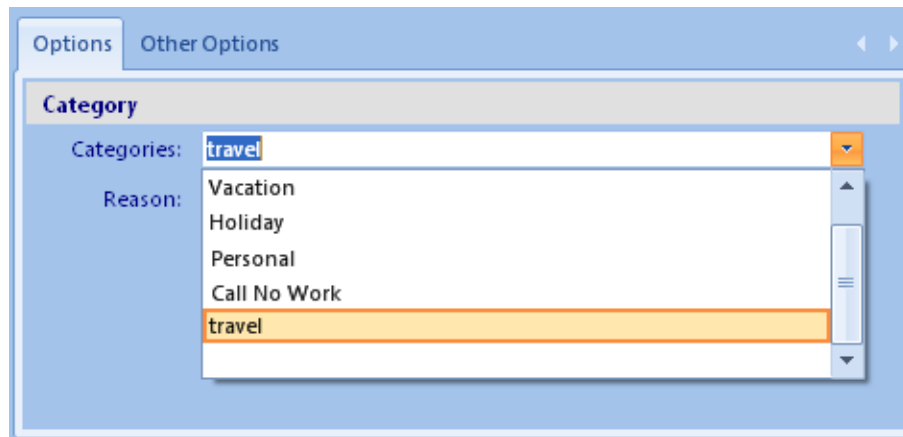 Options Other Options
Category
Categories: travel
Reason:
Vacation
Holiday
Personal
Call No Work
travel